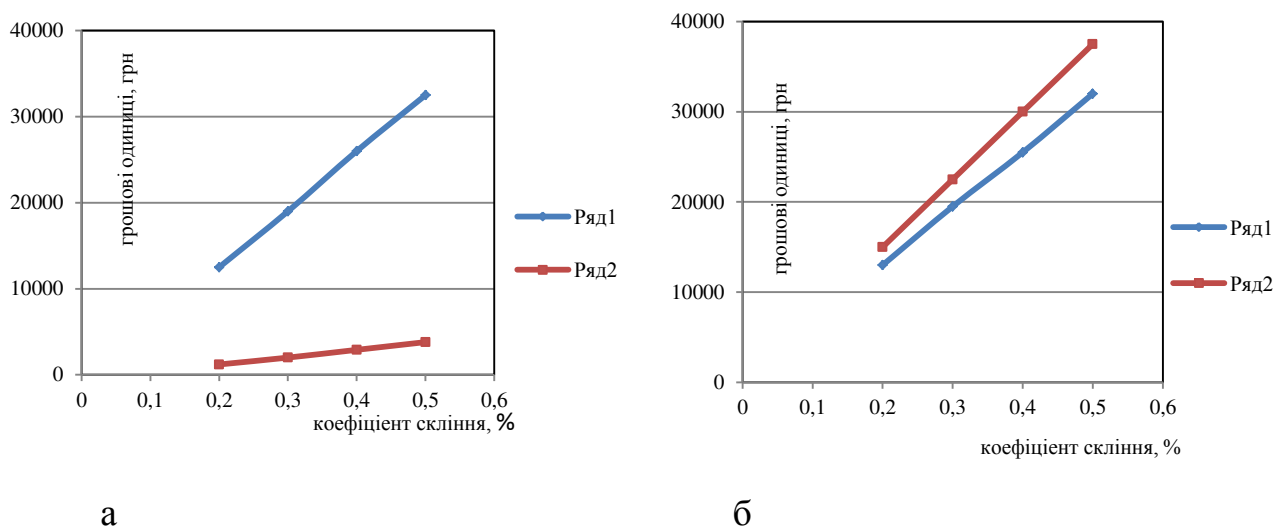 40000
30000
20000
10000
0
0
0,1
0,2
0,3
0,4
0,5
0,6
грошові одиниці, грн
коефіцієнт скління, %
Ряд1
Ряд2
а
40000
30000
20000
10000
0
0
0,1
0,2
0,3
0,4
0,5
0,6
грошові одиниці, грн
коефіцієнт скління, %
Ряд1
Ряд2
б